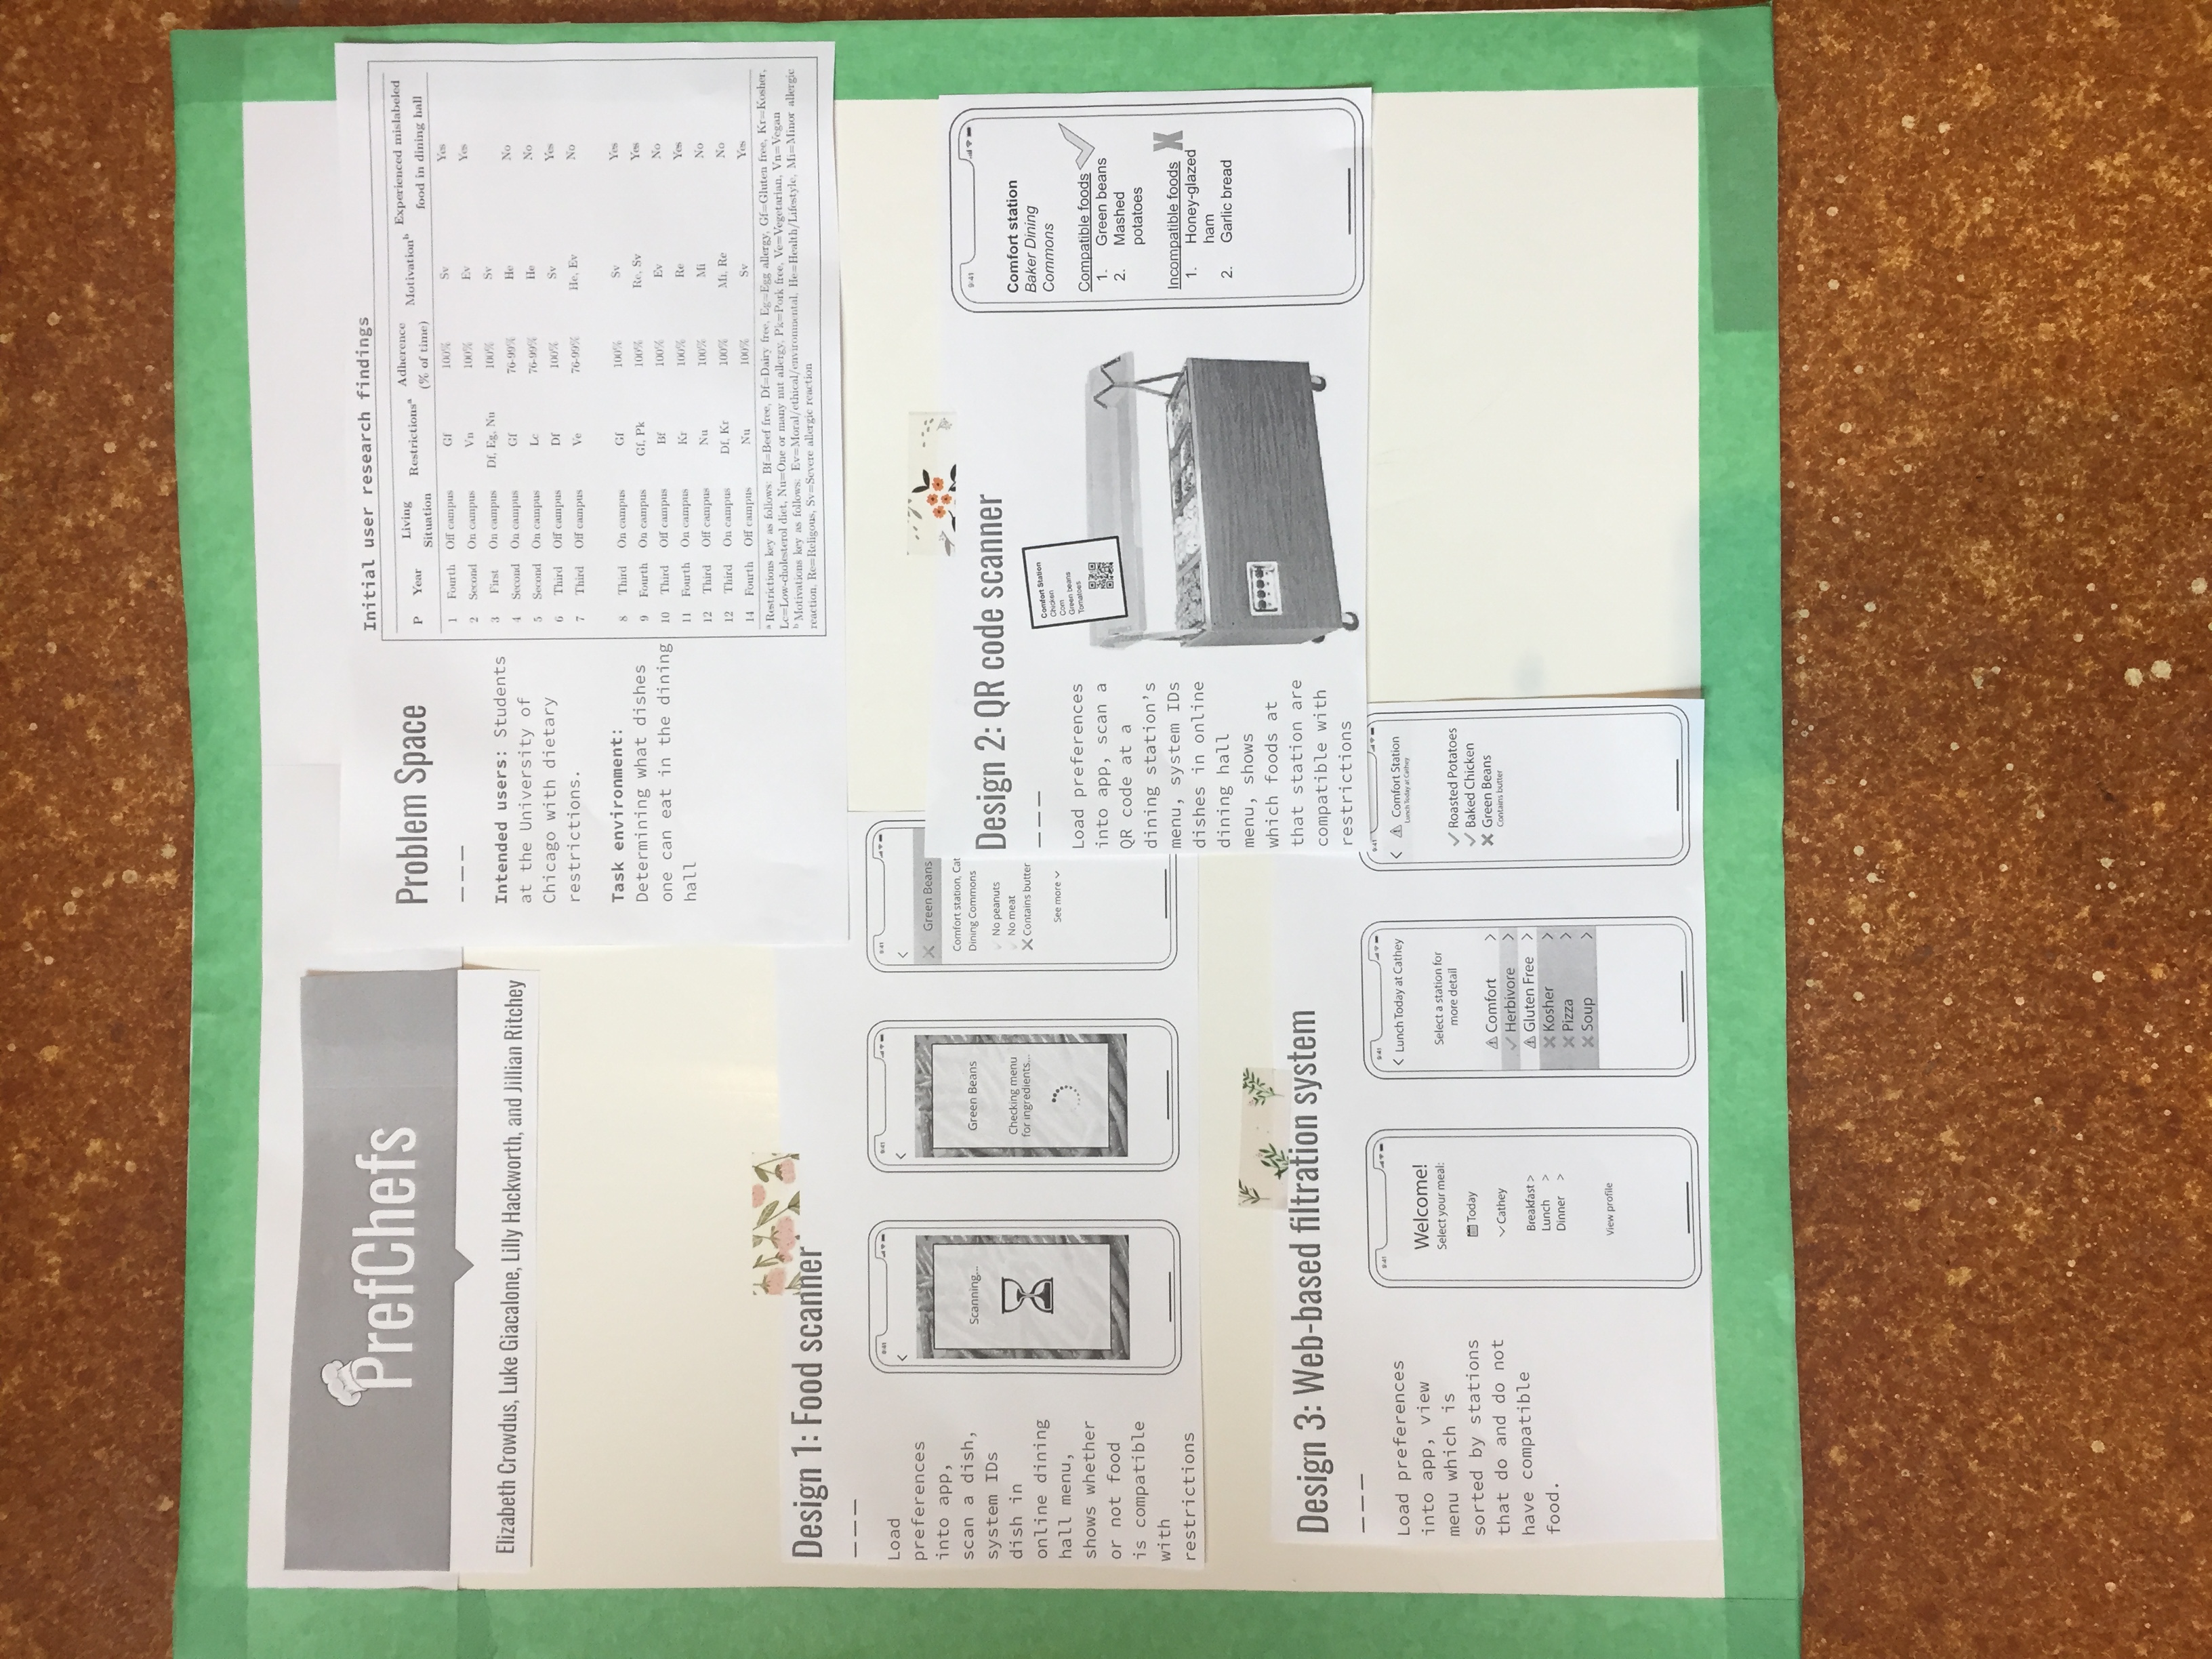 PrefChefs
Elizabeth Crowdus, Luke Giacalone, Lilly Hackworth, and Jillian Ritchey
Problem Space
Intended users: Students
at the University of
Chicago with dietary
restrictions.
Task environment:
Determining what dishes
one can eat in the dining
hall
Initial user research findings
P Year Living Situation Restrictionsᵃ Adherence (% of time) Motivationᵇ Experienced mislabeled food in dining hall
1 Fourth Off campus Gf 100% Sv Yes
2 Second On campus Vn 100% Ev Yes
3 First On campus Df, Eg, Nu 100% Sv
4 Second On campus Gf 76-99% He No
5 Second On campus Lc 76-99% He No
6 Third Off campus Df 100% Sv Yes
7 Third Off campus Ve 76-99% He, Ev No
8 Third On campus Gf 100% Sv Yes
9 Fourth On campus Gf, Pk 100% Re, Sv Yes
10 Third Off campus Bf 100% Ev No
11 Fourth On campus Kr 100% Re Yes
12 Third Off campus Nu 100% Mi No
12 Third On campus Df, Kr 100% Mi, Re No
14 Fourth Off campus Nu 100% Sv Yes
ᵃ Restrictions key as follows: Bf=Beef free, Df=Dairy free, Eg=Egg allergy, Gf=Gluten free, Kr=Kosher,
Lc=Low-cholesterol diet, Nu=One or many nut allergy, Pk=Pork free, Ve=Vegetarian, Vn=Vegan
ᵇ Motivations key as follows: Ev=Moral/ethical/environmental, He=Health/Lifestyle, Mi=Minor allergic
reaction, Re=Religous, Sv=Severe allergic reaction
Design 1: Food scanner
Load
preferences
into app,
scan a dish,
system IDs
dish in
online dining
hall menu,
shows whether
or not food
is compatible
with
restrictions
9:41
Scanning...
9:41
Green Beans
Checking menu
for ingredients...
9:41
Green Beans
Comfort station, Cat
Dining Commons
No peanuts
No meat
Contains butter
See more
Design 2: QR code scanner
Load preferences
into app, scan a
QR code at a
dining station's
menu, system IDs
dishes in online
dining hall
menu, shows
which foods at
that station are
compatible with
restrictions
Comfort Station
Chicken
Corn
Green beans
Tomatoes
9:41
Comfort station
Baker Dining
Commons
Compatible foods
1. Green beans
2. Mashed
potatoes
Incompatible foods
1. Honey-glazed
ham
2. Garlic bread
Design 3: Web-based filtration system
Load preferences
into app, view
menu which is
sorted by stations
that do and do not
have compatible
food.
9:41
Welcome!
Select your meal:
Today
Cathey
Breakfast >
Lunch >
Dinner >
View profile
9:41
< Lunch Today at Cathey
Select a station for
more detail
Comfort >
Herbivore >
Gluten Free >
Kosher >
Pizza >
Soup >
9:41
< Comfort Station
Lunch Today at Cathey
Roasted Potatoes
Baked Chicken
Green Beans
Contains butter